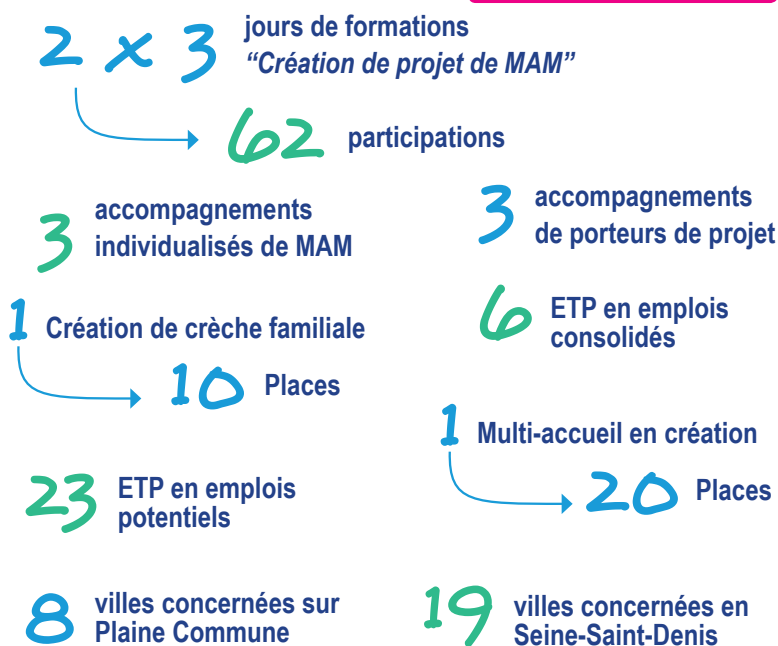 2 x 3 jours de formations
“Création de projet de MAM”
62 participations
3 accompagnements
individualisés de MAM
3 accompagnements
de porteurs de projet
1 Création de crèche familiale
10 Places
6 ETP en emplois
consolidés
1 Multi-accueil en création
20 Places
23 ETP en emplois
potentiels
8 villes concernées sur
Plaine Commune
19 villes concernées en
Seine-Saint-Denis